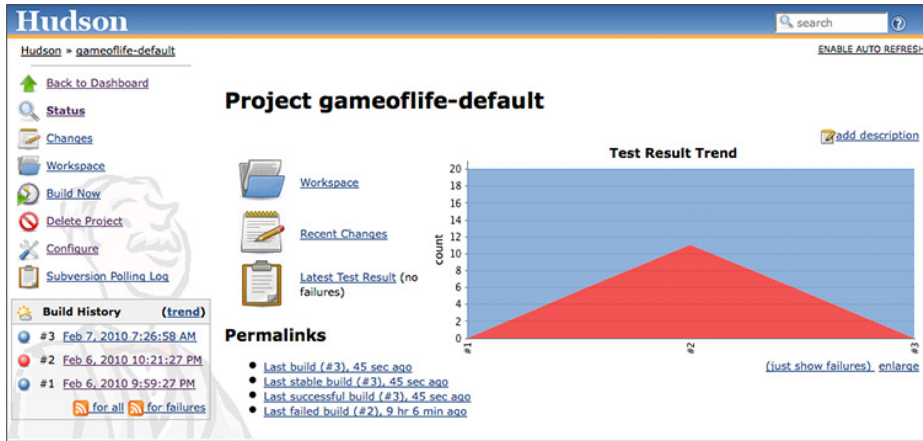 Hudson
search
Hudson » gameoflife-default
ENABLE AUTO REFRESH
Back to Dashboard
Status
Changes
Workspace
Build Now
Delete Project
Configure
Subversion Polling Log
Build History (trend)
#3 Feb 7, 2010 7:26:58 AM
#2 Feb 6, 2010 10:21:27 PM
#1 Feb 6, 2010 9:59:27 PM
for all for failures
Project gameoflife-default
add description
Workspace
Recent Changes
Latest Test Result (no
failures)
Test Result Trend
20
18
16
14
12
10
8
6
4
2
0
count
#1
#2
#3
(just show failures) enlarge
Permalinks
Last build (#3), 45 sec ago
Last stable build (#3), 45 sec ago
Last successful build (#3), 45 sec ago
Last failed build (#2), 9 hr 6 min ago